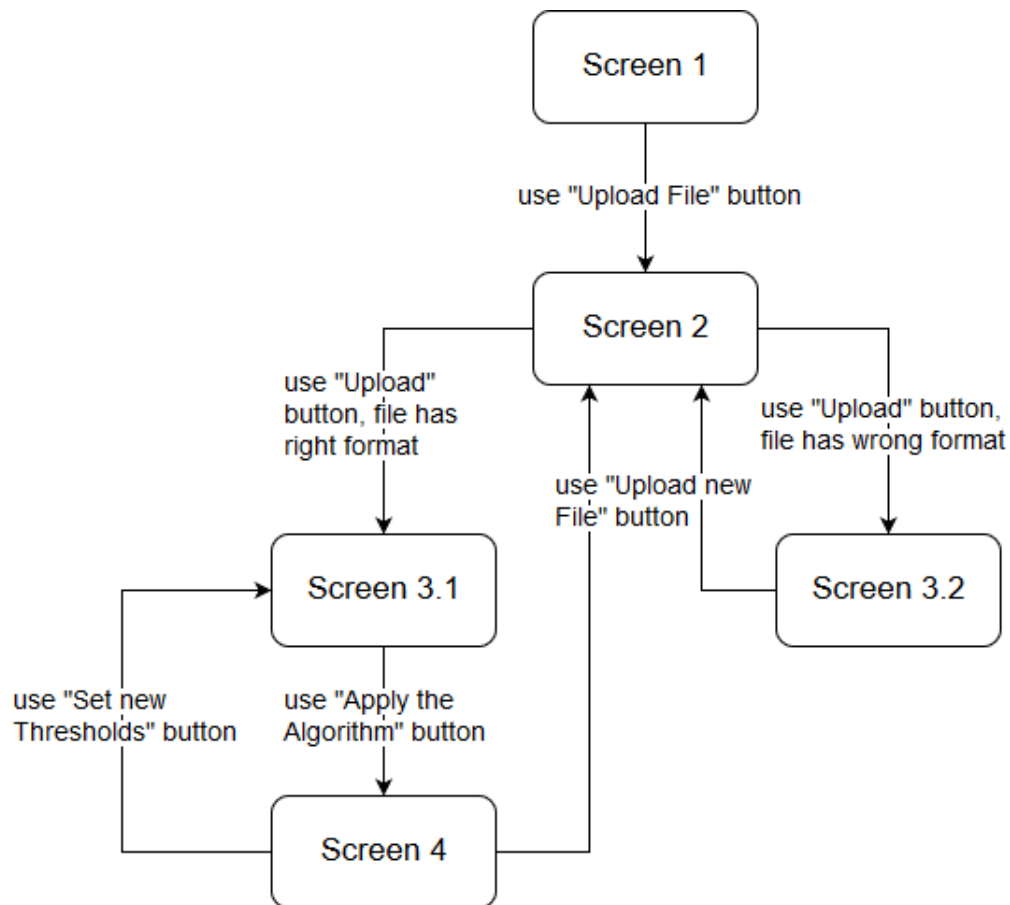 Screen 1
use "Upload File" button
Screen 2
use "Upload"
button, file has
right format
use "Upload" button,
file has wrong format
use "Upload new
File" button
Screen 3.1
Screen 3.2
use "Set new
Thresholds" button
use "Apply the
Algorithm" button
Screen 4